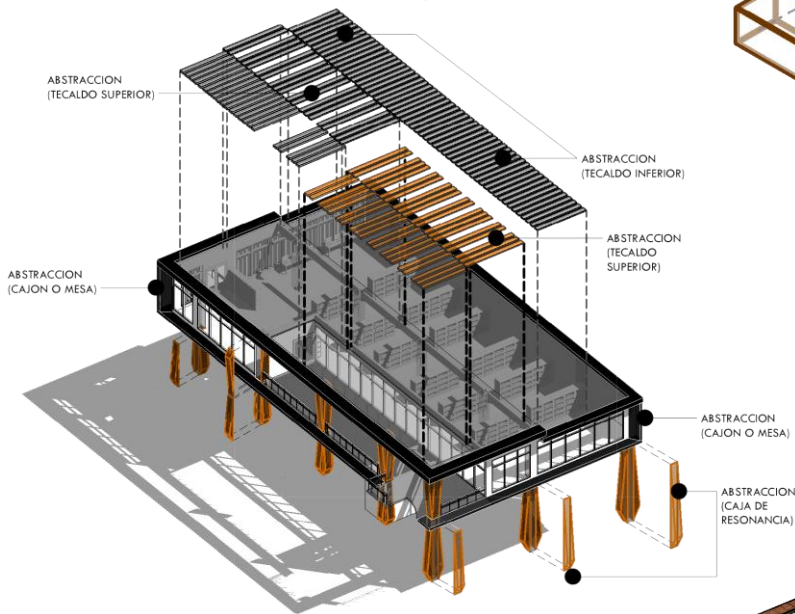 ABSTRACCION
(TECALDO SUPERIOR)
ABSTRACCION
(TECALDO INFERIOR)
ABSTRACCION
(TECALDO
SUPERIOR)
ABSTRACCION
(CAJON O MESA)
ABSTRACCION
(CAJON O MESA)
ABSTRACCION
(CAJA DE
RESONANCIA)